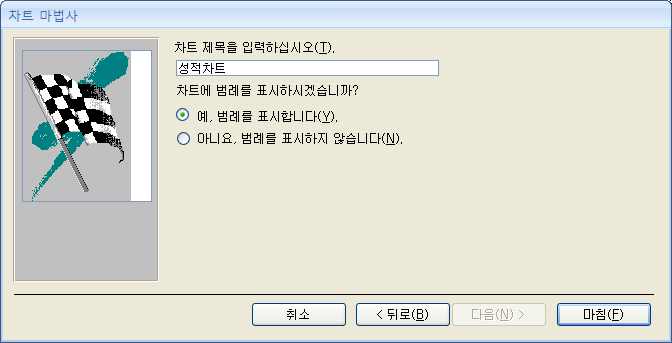 차트 마법사
차트 제목을 입력하십시오(T).
성적차트
차트에 범례를 표시하시겠습니까?
예, 범례를 표시합니다(Y).
아니요, 범례를 표시하지 않습니다(N).
취소
< 뒤로(B)
다음(N) >
마침(F)